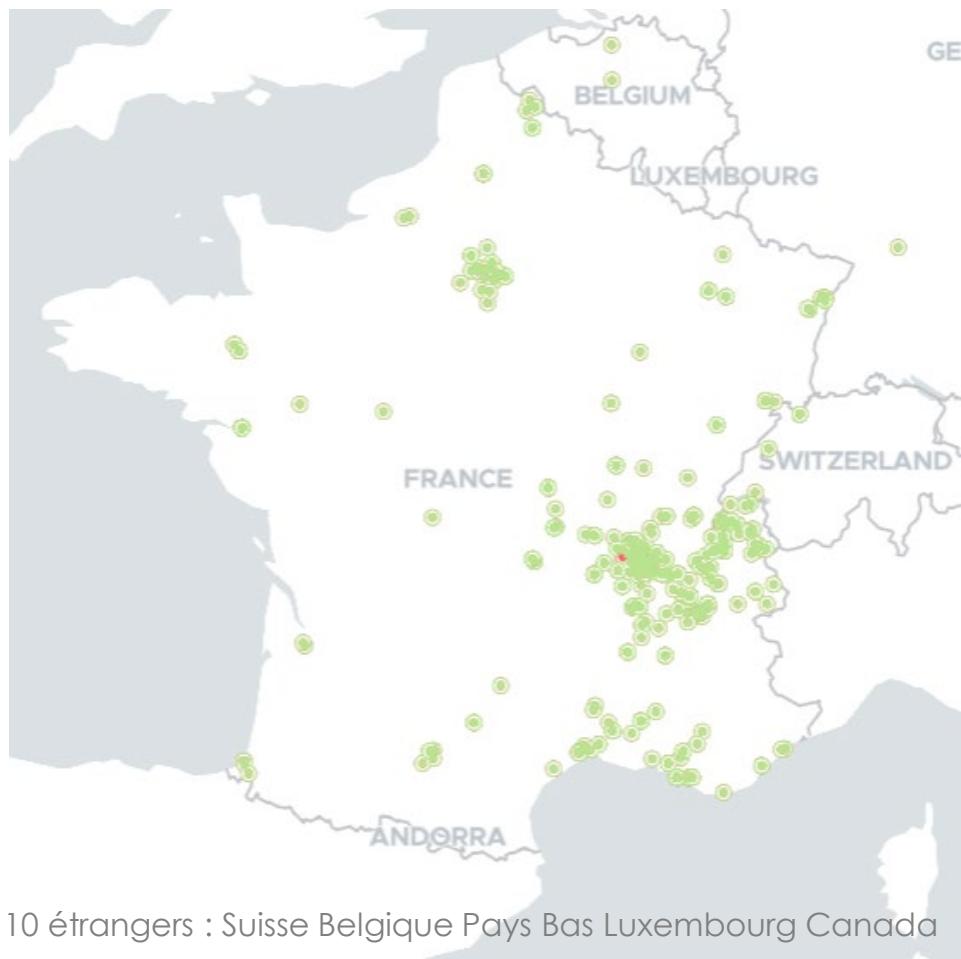 GE
BELGIUM
LUXEMBOURG
SWITZERLAND
FRANCE
ANDORRA
10 étrangers : Suisse Belgique Pays Bas Luxembourg Canada